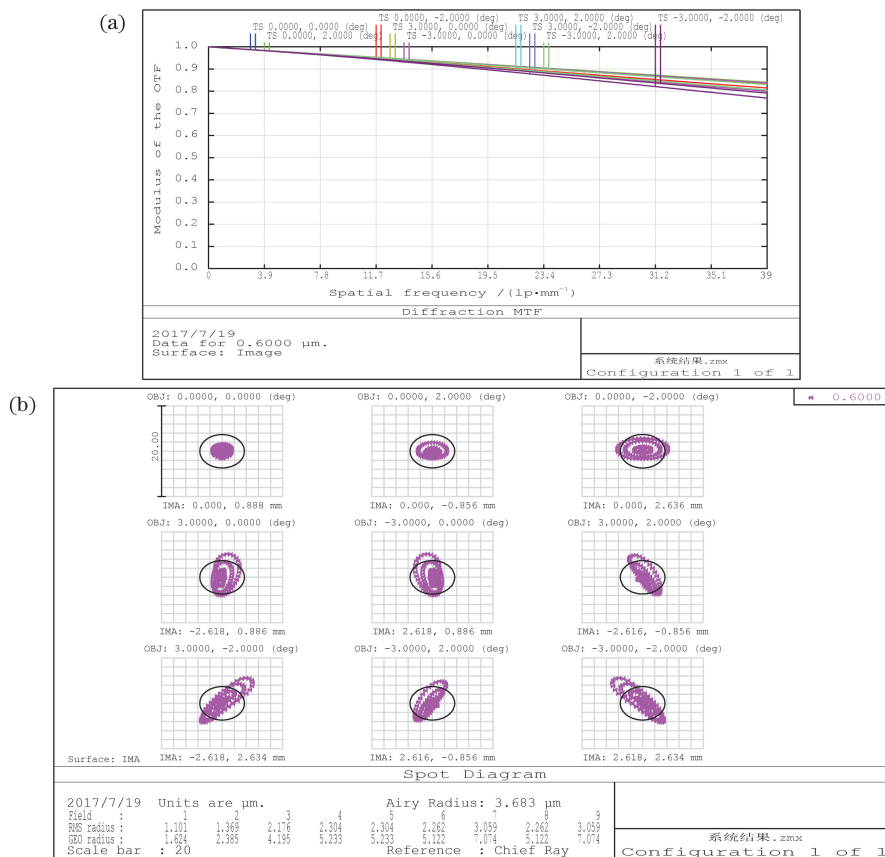 (a)
TS 0.0000, 0.0000 (deg)
TS 0.0000, -2.0000 (deg)
TS 3.0000, 2.0000 (deg)
TS -3.0000, -2.0000 (deg)
TS 0.0000, 2.0000 (deg)
TS 3.0000, 0.0000 (deg)
TS -3.0000, 0.0000 (deg)
TS 3.0000, -2.0000 (deg)
TS -3.0000, 2.0000 (deg)
1.0
0.9
0.8
0.7
0.6
0.5
0.4
0.3
0.2
0.1
0.0
Modulus of the OTF
0 3.9 7.8 11.7 15.6 19.5 23.4 27.3 31.2 35.1 39
Spatial frequency /(lp·mm⁻¹)
Diffraction MTF
2017/7/19
Data for 0.6000 μm.
Surface: Image
系统结果.zmx
Configuration 1 of 1
(b)
0.6000
OBJ: 0.0000, 0.0000 (deg) OBJ: 0.0000, 2.0000 (deg) OBJ: 0.0000, -2.0000 (deg)
20.00
IMA: 0.000, 0.888 mm IMA: 0.000, -0.856 mm IMA: 0.000, 2.636 mm
OBJ: 3.0000, 0.0000 (deg) OBJ: -3.0000, 0.0000 (deg) OBJ: 3.0000, 2.0000 (deg)
IMA: -2.618, 0.886 mm IMA: 2.618, 0.886 mm IMA: -2.616, -0.856 mm
OBJ: 3.0000, -2.0000 (deg) OBJ: -3.0000, 2.0000 (deg) OBJ: -3.0000, -2.0000 (deg)
Surface: IMA IMA: -2.618, 2.634 mm IMA: 2.616, -0.856 mm IMA: 2.618, 2.634 mm
Spot Diagram
2017/7/19 Units are μm. Airy Radius: 3.683 μm
Field : 1 2 3 4 5 6 7 8 9
RMS radius : 1.101 1.369 2.176 2.304 2.304 2.262 3.059 2.262 3.059
GEO radius : 1.624 2.385 4.195 5.233 5.233 5.122 7.074 5.122 7.074
Scale bar : 20 Reference : Chief Ray
系统结果.zmx
Configuration 1 of 1